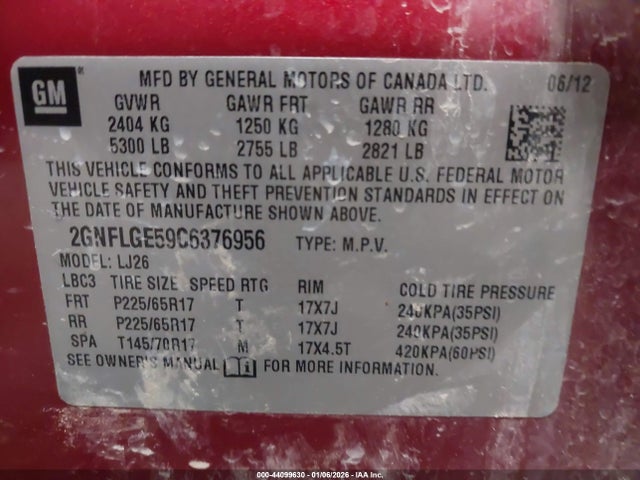 GM
MFD BY GENERAL MOTORS OF CANADA LTD. 06/12
GVWR GAWR FRT GAWR RR
2404 KG 1250 KG 1280 KG
5300 LB 2755 LB 2821 LB
THIS VEHICLE CONFORMS TO ALL APPLICABLE U.S. FEDERAL MOTOR
VEHICLE SAFETY AND THEFT PREVENTION STANDARDS IN EFFECT ON
THE DATE OF MANUFACTURE SHOWN ABOVE.
2GNFLGE59C6376956 TYPE: M.P.V.
MODEL: LJ26
LBC3 TIRE SIZE SPEED RTG RIM COLD TIRE PRESSURE
FRT P225/65R17 T 17X7J 240KPA(35PSI)
RR P225/65R17 T 17X7J 240KPA(35PSI)
SPA T145/70R17 M 17X4.5T 420KPA(60PSI)
SEE OWNER'S MANUAL FOR MORE INFORMATION.
000-44099630 - 01/06/2026 - IAA Inc.